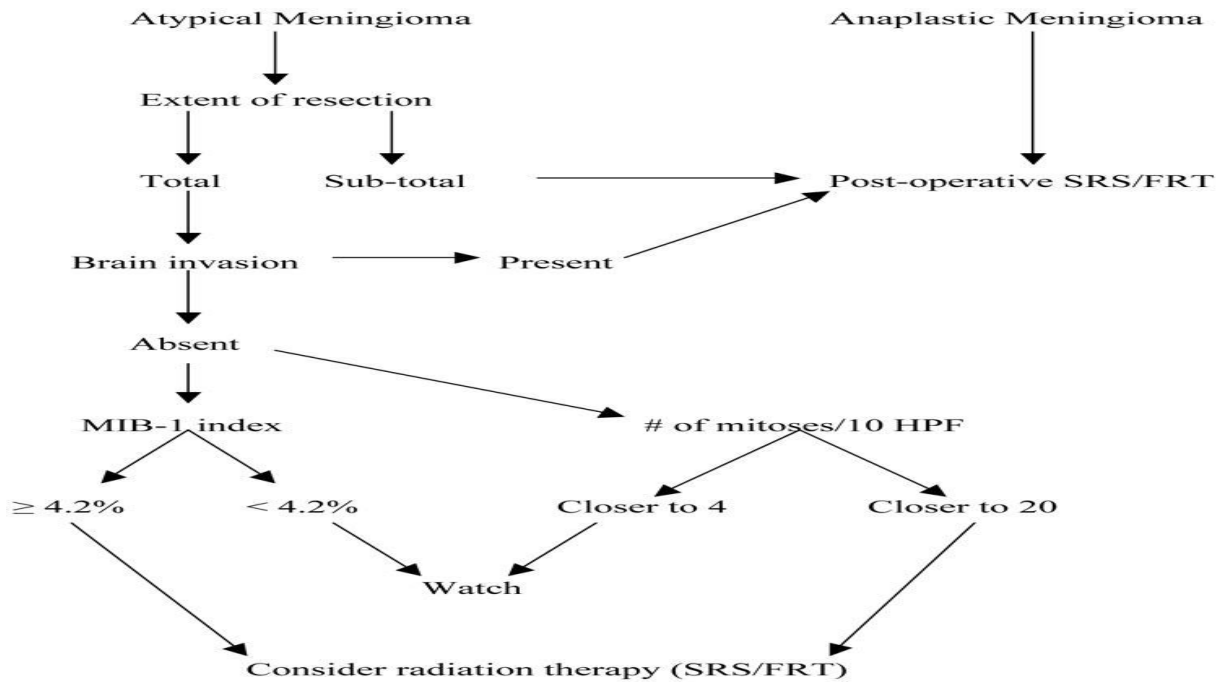 Atypical Meningioma
Anaplastic Meningioma
Extent of resection
Total
Sub-total
Post-operative SRS/FRT
Brain invasion
Present
Absent
MIB-1 index
# of mitoses/10 HPF
≥ 4.2%
< 4.2%
Closer to 4
Closer to 20
Watch
Consider radiation therapy (SRS/FRT)